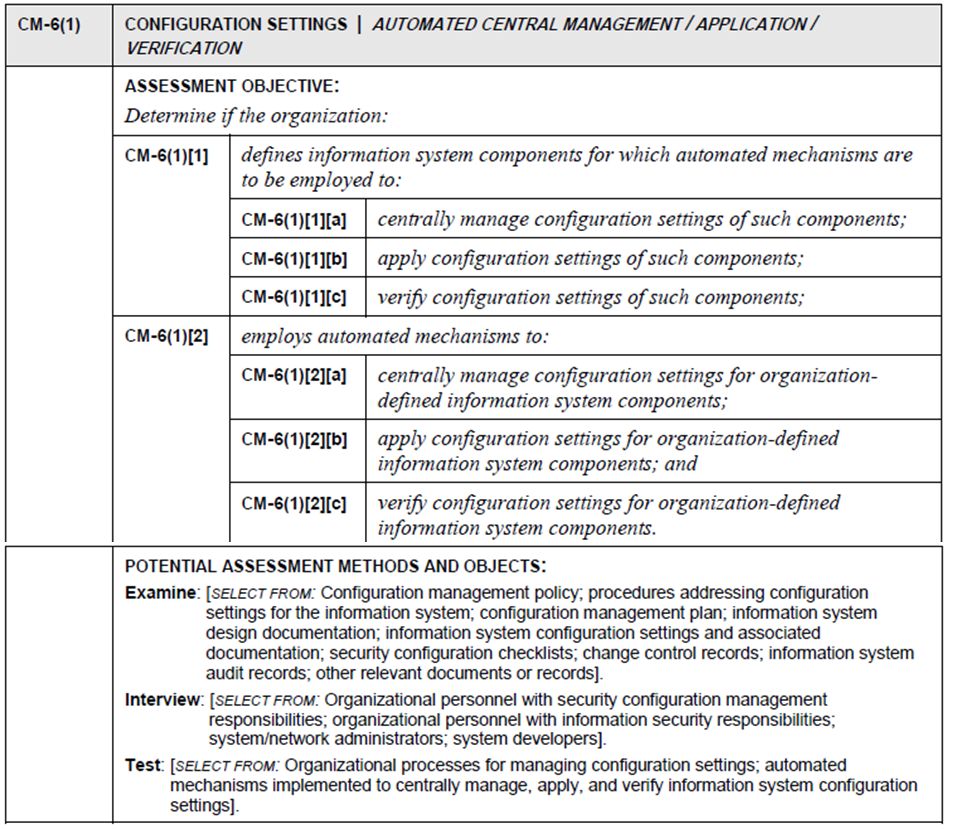 CM-6(1) CONFIGURATION SETTINGS | AUTOMATED CENTRAL MANAGEMENT / APPLICATION /
VERIFICATION
ASSESSMENT OBJECTIVE:
Determine if the organization:
CM-6(1)[1] defines information system components for which automated mechanisms are
to be employed to:
CM-6(1)[1][a] centrally manage configuration settings of such components;
CM-6(1)[1][b] apply configuration settings of such components;
CM-6(1)[1][c] verify configuration settings of such components;
CM-6(1)[2] employs automated mechanisms to:
CM-6(1)[2][a] centrally manage configuration settings for organization-
defined information system components;
CM-6(1)[2][b] apply configuration settings for organization-defined
information system components; and
CM-6(1)[2][c] verify configuration settings for organization-defined
information system components.
POTENTIAL ASSESSMENT METHODS AND OBJECTS:
Examine: [SELECT FROM: Configuration management policy; procedures addressing configuration
settings for the information system; configuration management plan; information system
design documentation; information system configuration settings and associated
documentation; security configuration checklists; change control records; information system
audit records; other relevant documents or records].
Interview: [SELECT FROM: Organizational personnel with security configuration management
responsibilities; organizational personnel with information security responsibilities;
system/network administrators; system developers].
Test: [SELECT FROM: Organizational processes for managing configuration settings; automated
mechanisms implemented to centrally manage, apply, and verify information system configuration
settings].